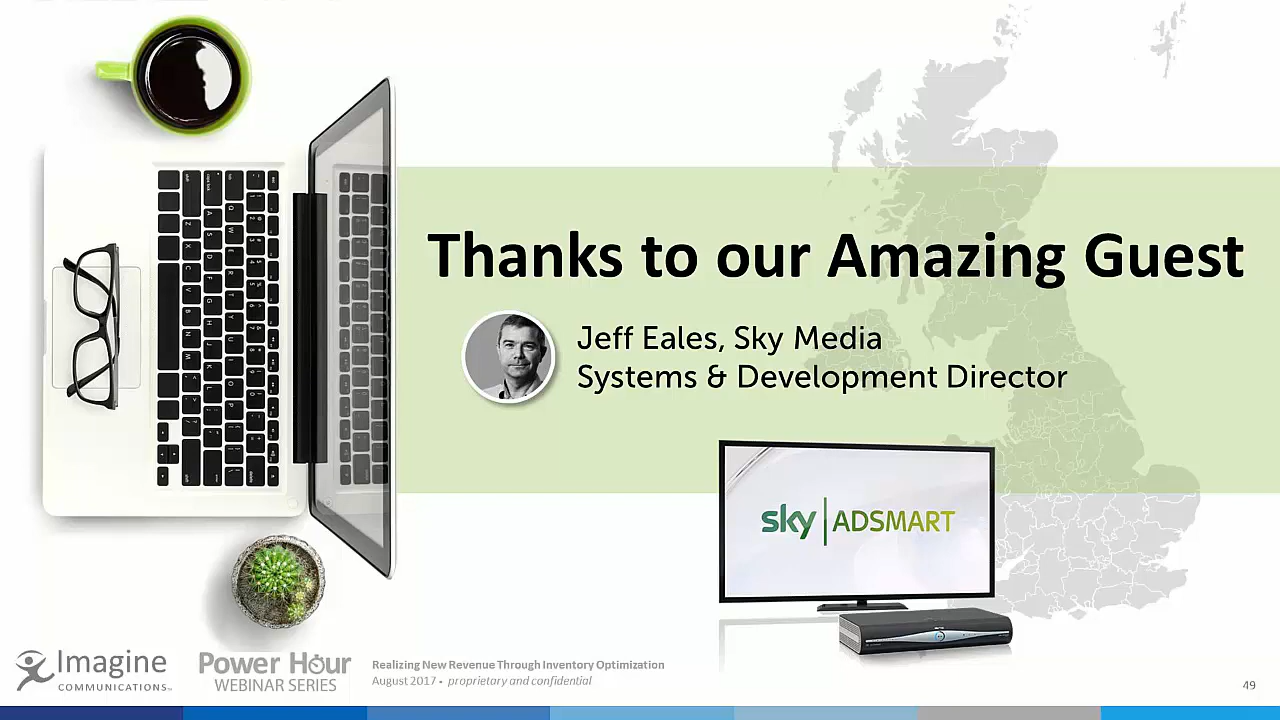 Thanks to our Amazing Guest
Jeff Eales, Sky Media
Systems & Development Director
sky | ADSMART
Imagine
COMMUNICATIONS™
Power Hour
WEBINAR SERIES
Realizing New Revenue Through Inventory Optimization
August 2017 • proprietary and confidential
49